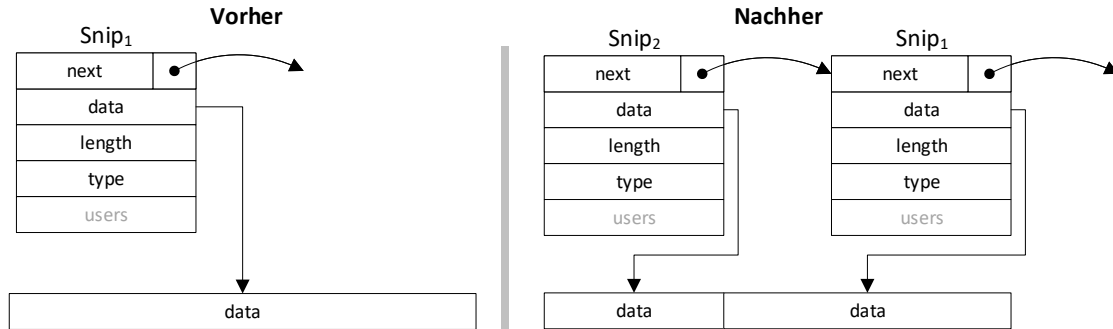 Vorher
Snip₁
next
data
length
type
users
data
Nachher
Snip₂
next
data
length
type
users
Snip₁
next
data
length
type
users
data
data